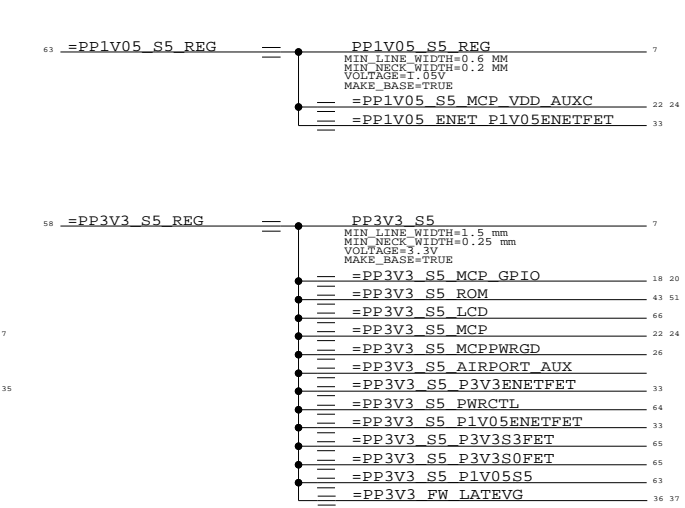 63 =PP1V05_S5_REG PP1V05_S5_REG 7
MIN_LINE_WIDTH=0.6 MM
MIN_NECK_WIDTH=0.2 MM
VOLTAGE=1.05V
MAKE_BASE=TRUE
=PP1V05_S5_MCP_VDD_AUXC 22 24
=PP1V05_ENET_P1V05ENETFET 33
58 =PP3V3_S5_REG PP3V3_S5 7
MIN_LINE_WIDTH=1.5 mm
MIN_NECK_WIDTH=0.25 mm
VOLTAGE=3.3V
MAKE_BASE=TRUE
=PP3V3_S5_MCP_GPIO 18 20
=PP3V3_S5_ROM 43 51
=PP3V3_S5_LCD 66
7 =PP3V3_S5_MCP 22 24
=PP3V3_S5_MCPPWRGD 26
=PP3V3_S5_AIRPORT_AUX
35 =PP3V3_S5_P3V3ENETFET 33
=PP3V3_S5_PWRCTL 64
=PP3V3_S5_P1V05ENETFET 33
=PP3V3_S5_P3V3S3FET 65
=PP3V3_S5_P3V3S0FET 65
=PP3V3_S5_P1V05S5 63
=PP3V3_FW_LATEVG 36 37